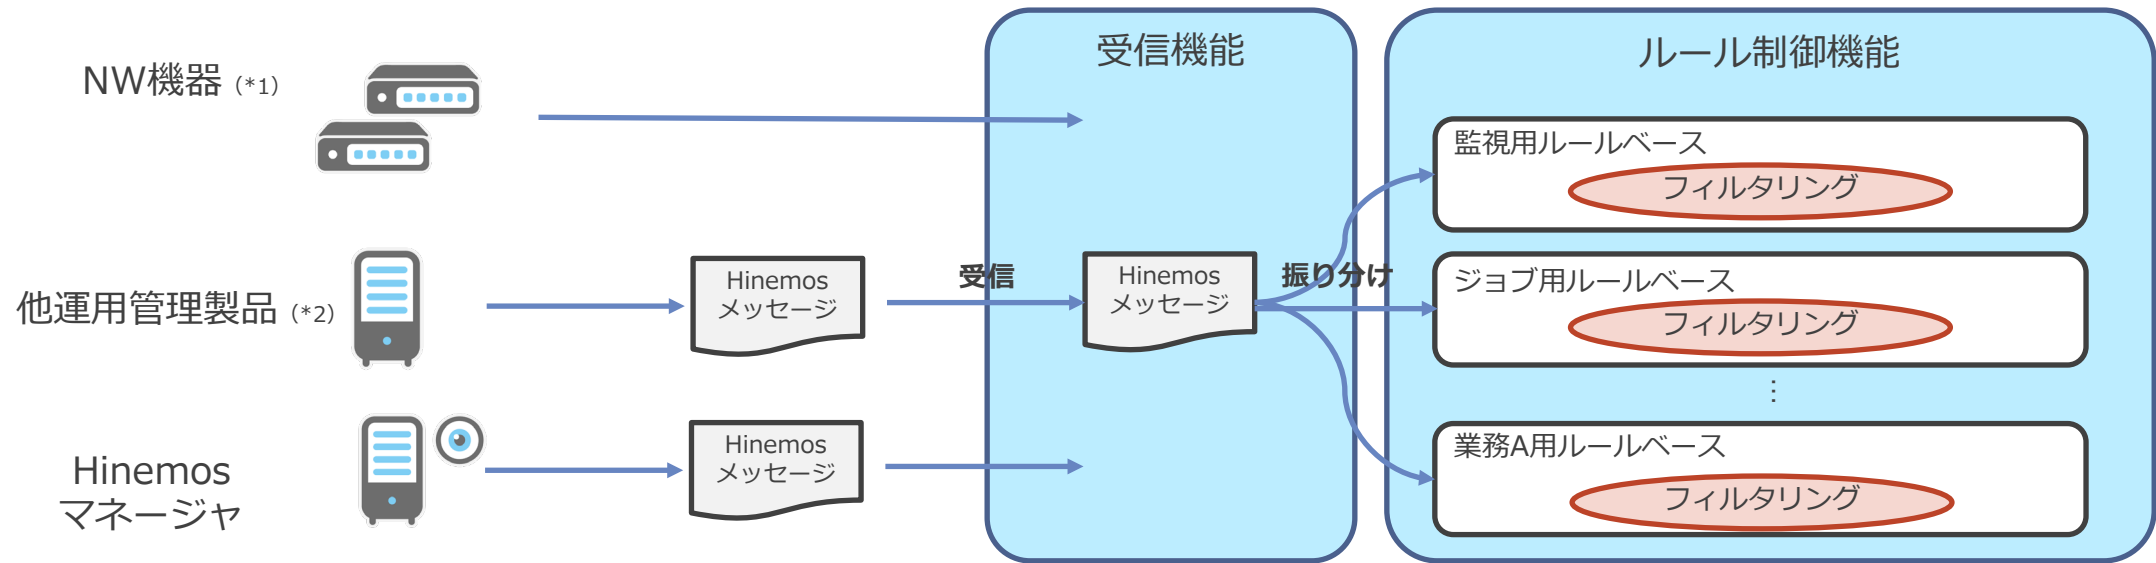 受信機能
ルール制御機能
NW機器（*1）
監視用ルールベース
フィルタリング
他運用管理製品（*2）
Hinemos
メッセージ
受信
Hinemos
メッセージ
振り分け
ジョブ用ルールベース
フィルタリング
…
Hinemos
マネージャ
Hinemos
メッセージ
業務A用ルールベース
フィルタリング